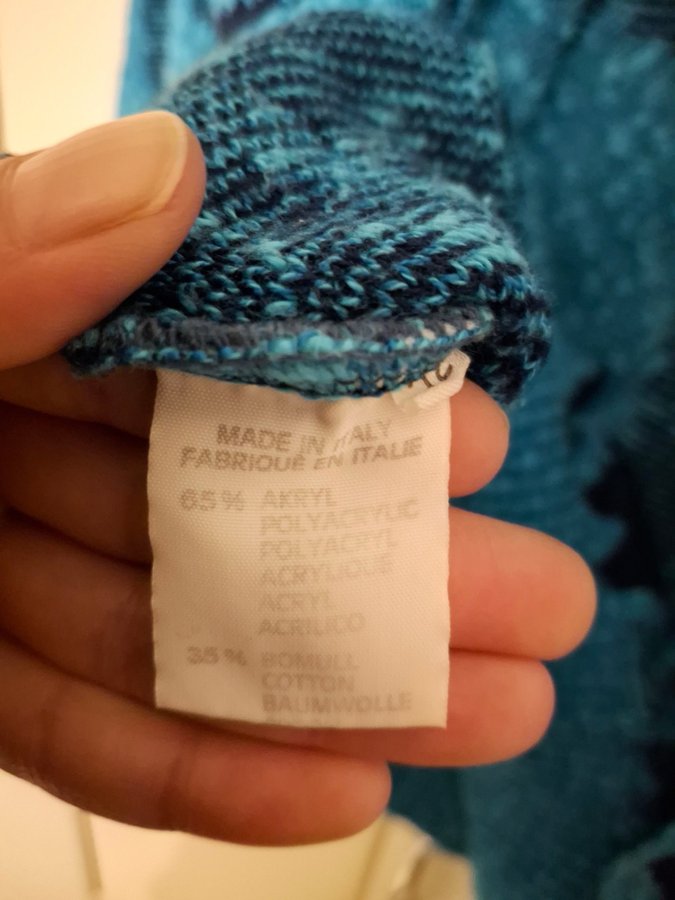 MADE IN ITALY
FABRIQUÉ EN ITALIE
65% AKRYL
POLYACRYLIC
POLYACRYL
ACRYLIQUE
ACRYL
ACRILICO
35% BOMULL
COTTON
BAUMWOLLE